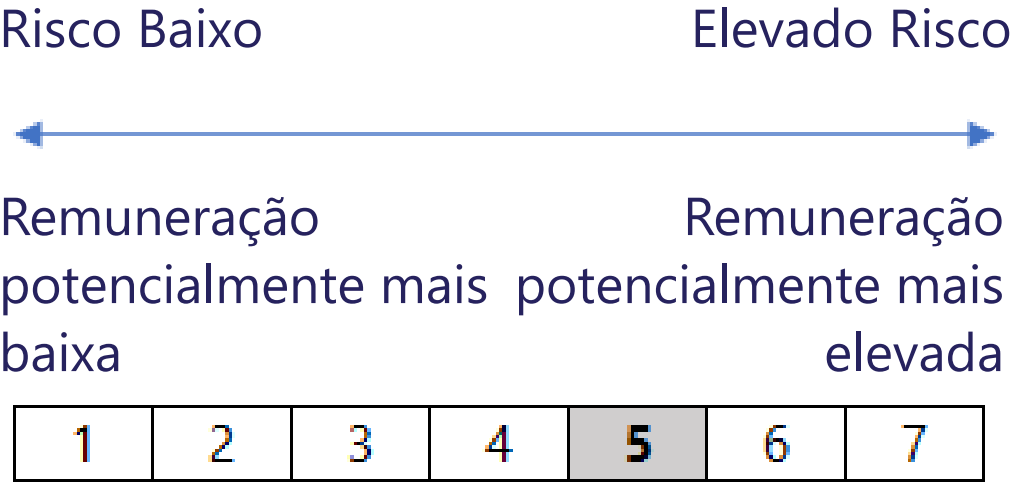 Risco Baixo
Elevado Risco
Remuneração
potencialmente mais
baixa
Remuneração
potencialmente mais
elevada
1 2 3 4 5 6 7